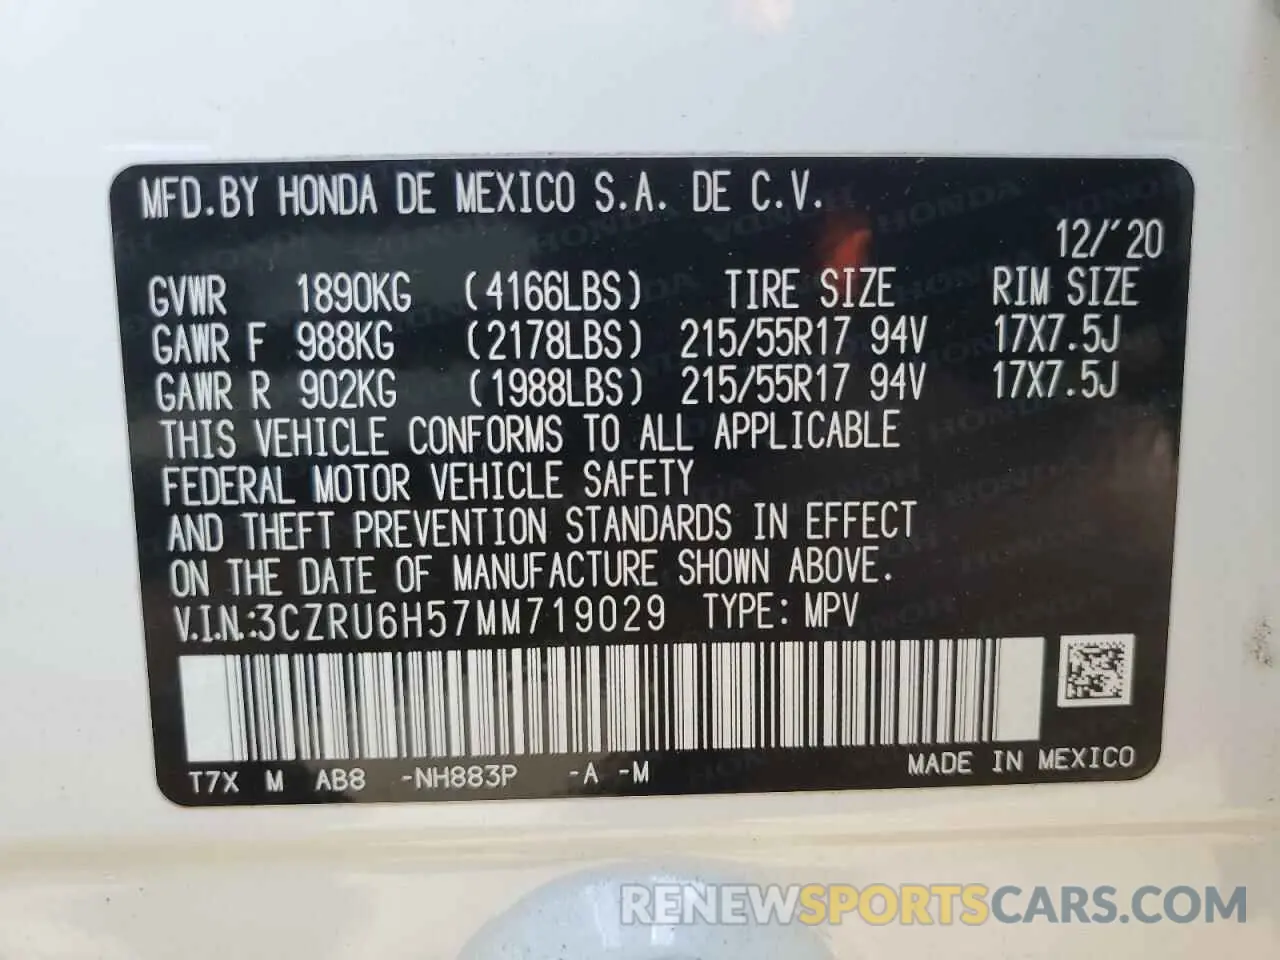 MFD.BY HONDA DE MEXICO S.A. DE C.V.
12/'20
GVWR 1890KG (4166LBS) TIRE SIZE RIM SIZE
GAWR F 988KG (2178LBS) 215/55R17 94V 17X7.5J
GAWR R 902KG (1988LBS) 215/55R17 94V 17X7.5J
THIS VEHICLE CONFORMS TO ALL APPLICABLE
FEDERAL MOTOR VEHICLE SAFETY
AND THEFT PREVENTION STANDARDS IN EFFECT
ON THE DATE OF MANUFACTURE SHOWN ABOVE.
V.I.N.:3CZRU6H57MM719029 TYPE: MPV
T7X M AB8 -NH883P -A -M MADE IN MEXICO
RENEWSPORTSCARS.COM